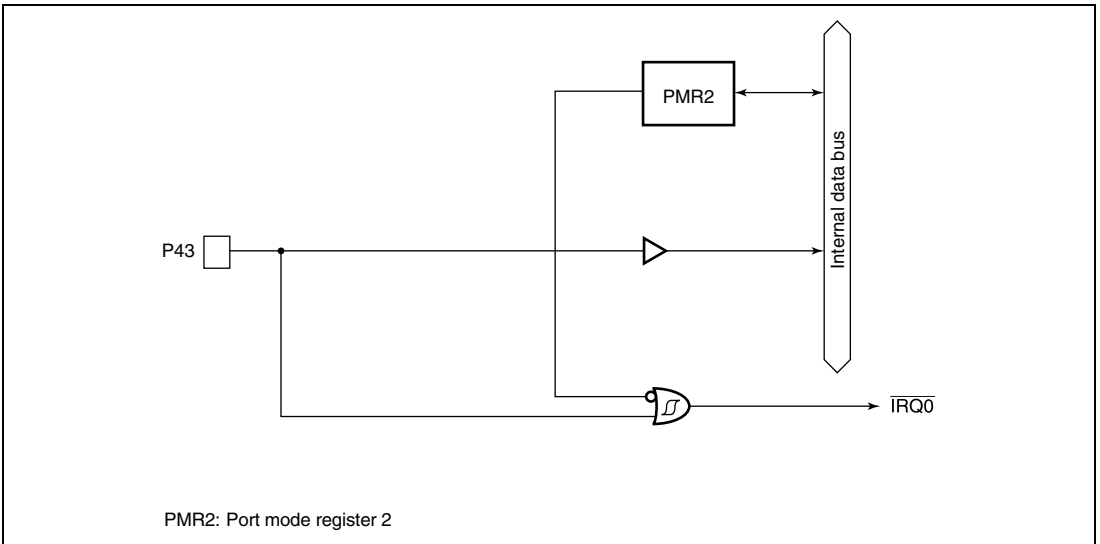 PMR2
Internal data bus
P43
IRQ0
PMR2: Port mode register 2